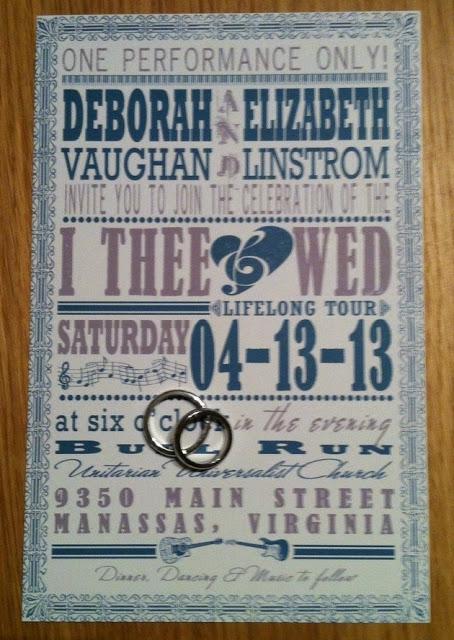 ONE PERFORMANCE ONLY!
DEBORAH AND ELIZABETH
VAUGHAN LINSTROM
INVITE YOU TO JOIN THE CELEBRATION OF THE
I THEE WED
LIFELONG TOUR
SATURDAY 04-13-13
at six o'clock in the evening
BULL RUN
Unitarian Universalist Church
9350 MAIN STREET
MANASSAS, VIRGINIA
Dinner, Dancing & Music to follow